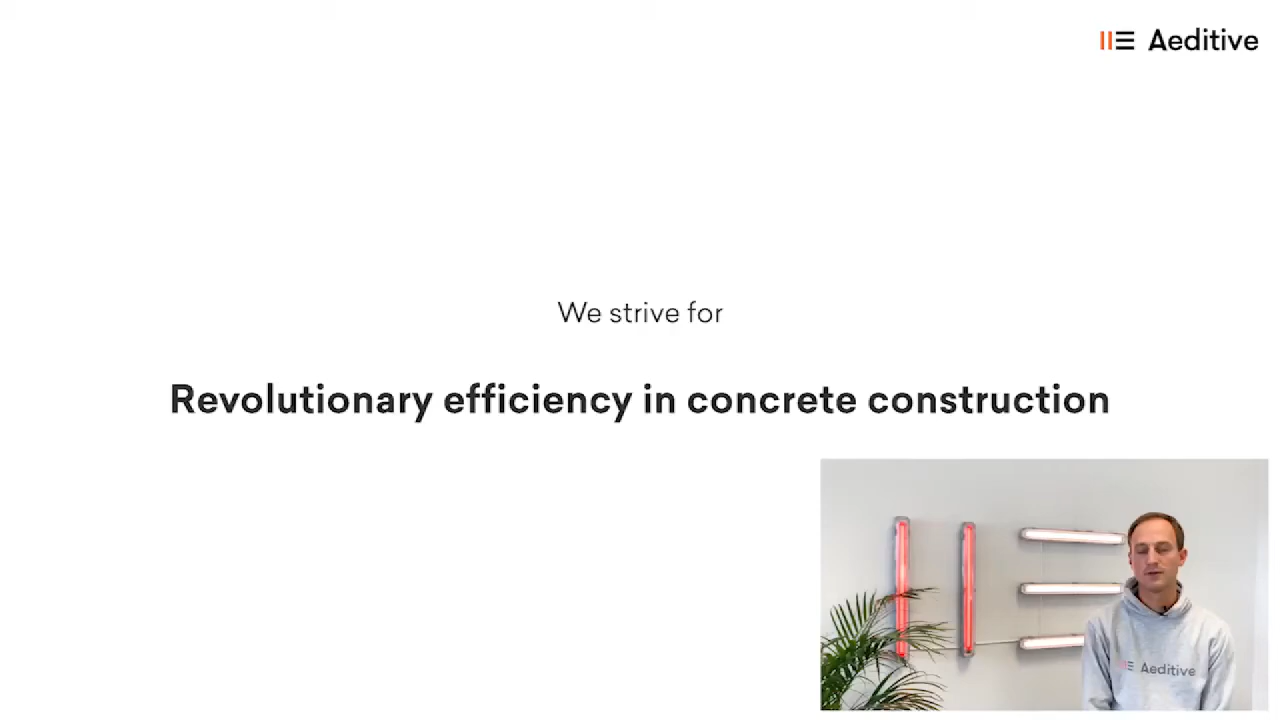 Aeditive
We strive for
Revolutionary efficiency in concrete construction
Aeditive